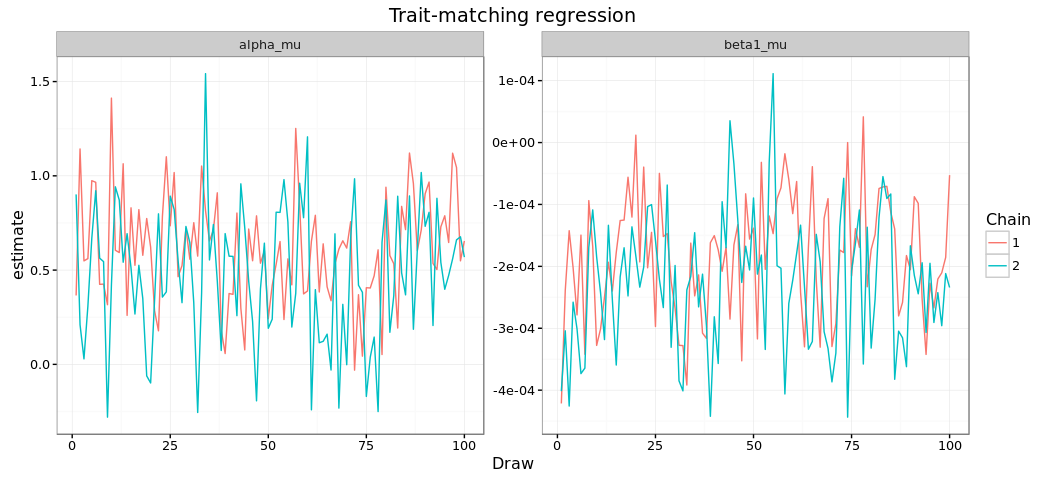 Trait-matching regression
alpha_mu
beta1_mu
estimate
1.5
1.0
0.5
0.0
1e-04
0e+00
-1e-04
-2e-04
-3e-04
-4e-04
0
25
50
75
100
0
25
50
75
100
Draw
Chain
1
2